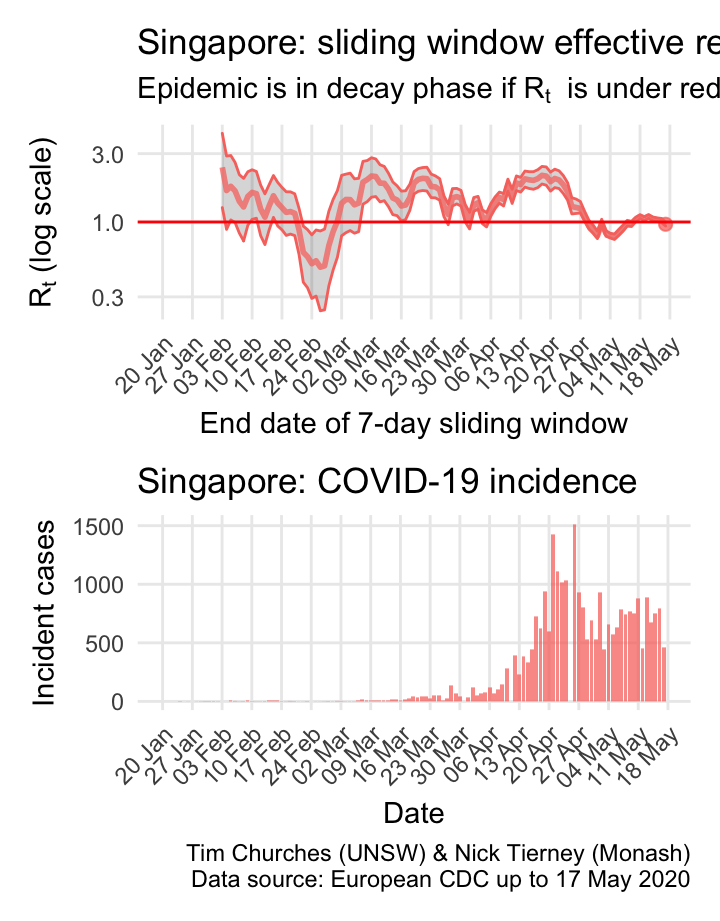 Singapore: sliding window effective re
Epidemic is in decay phase if Rt is under red
Rt (log scale)
3.0
1.0
0.3
20 Jan
27 Jan
03 Feb
10 Feb
17 Feb
24 Feb
02 Mar
09 Mar
16 Mar
23 Mar
30 Mar
06 Apr
13 Apr
20 Apr
27 Apr
04 May
11 May
18 May
End date of 7-day sliding window
Singapore: COVID-19 incidence
Incident cases
1500
1000
500
0
20 Jan
27 Jan
03 Feb
10 Feb
17 Feb
24 Feb
02 Mar
09 Mar
16 Mar
23 Mar
30 Mar
06 Apr
13 Apr
20 Apr
27 Apr
04 May
11 May
18 May
Date
Tim Churches (UNSW) & Nick Tierney (Monash)
Data source: European CDC up to 17 May 2020